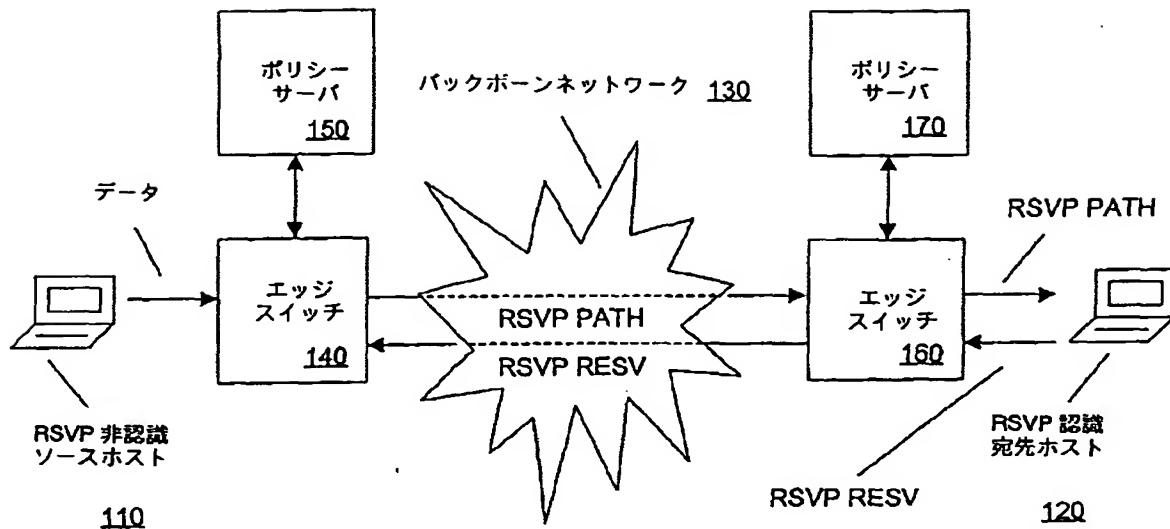 ポリシー
サーバ
150
バックボーンネットワーク 130
ポリシー
サーバ
170
データ
RSVP PATH
エッジ
スイッチ
140
RSVP PATH
RSVP RESV
エッジ
スイッチ
160
RSVP 非認識
ソースホスト
110
RSVP RESV
RSVP 認識
宛先ホスト
120